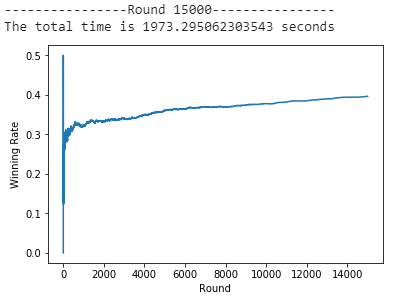 ----------------Round 15000----------------
The total time is 1973.295062303543 seconds
0.5
0.4
0.3
0.2
0.1
0.0
Winning Rate
0 2000 4000 6000 8000 10000 12000 14000
Round